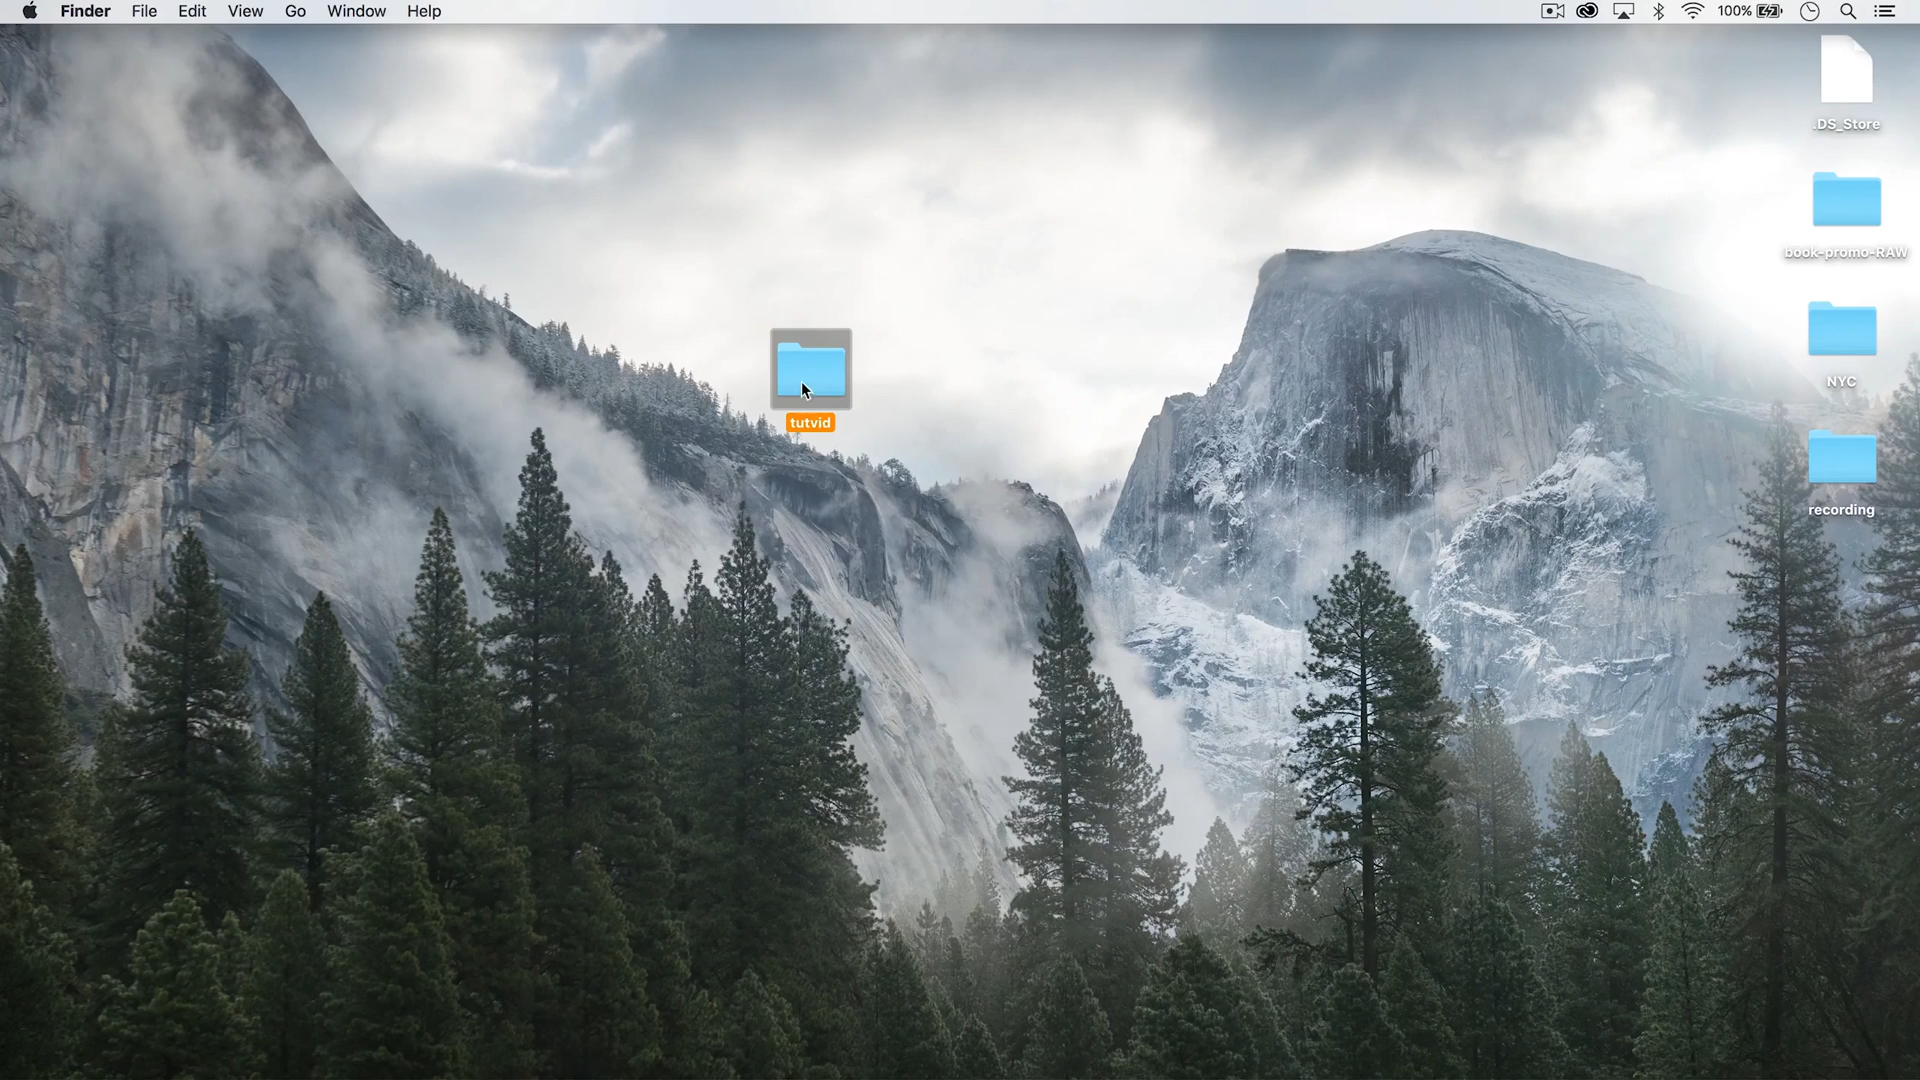 Finder File Edit View Go Window Help 100%
.DS_Store
book-promo-RAW
NYC
tutvid
recording